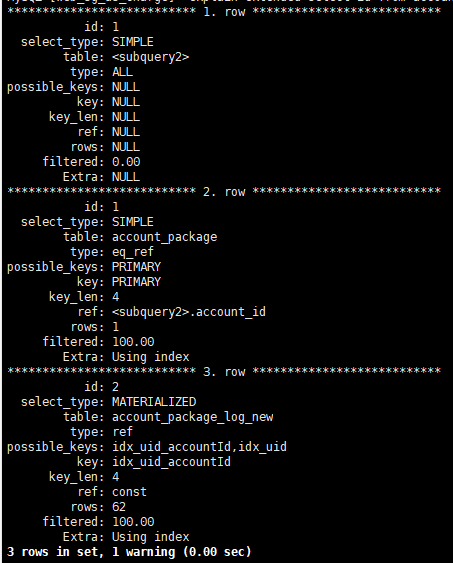 *************************** 1. row ***************************
id: 1
select_type: SIMPLE
table: <subquery2>
type: ALL
possible_keys: NULL
key: NULL
key_len: NULL
ref: NULL
rows: NULL
filtered: 0.00
Extra: NULL
*************************** 2. row ***************************
id: 1
select_type: SIMPLE
table: account_package
type: eq_ref
possible_keys: PRIMARY
key: PRIMARY
key_len: 4
ref: <subquery2>.account_id
rows: 1
filtered: 100.00
Extra: Using index
*************************** 3. row ***************************
id: 2
select_type: MATERIALIZED
table: account_package_log_new
type: ref
possible_keys: idx_uid_accountId,idx_uid
key: idx_uid_accountId
key_len: 4
ref: const
rows: 62
filtered: 100.00
Extra: Using index
3 rows in set, 1 warning (0.00 sec)